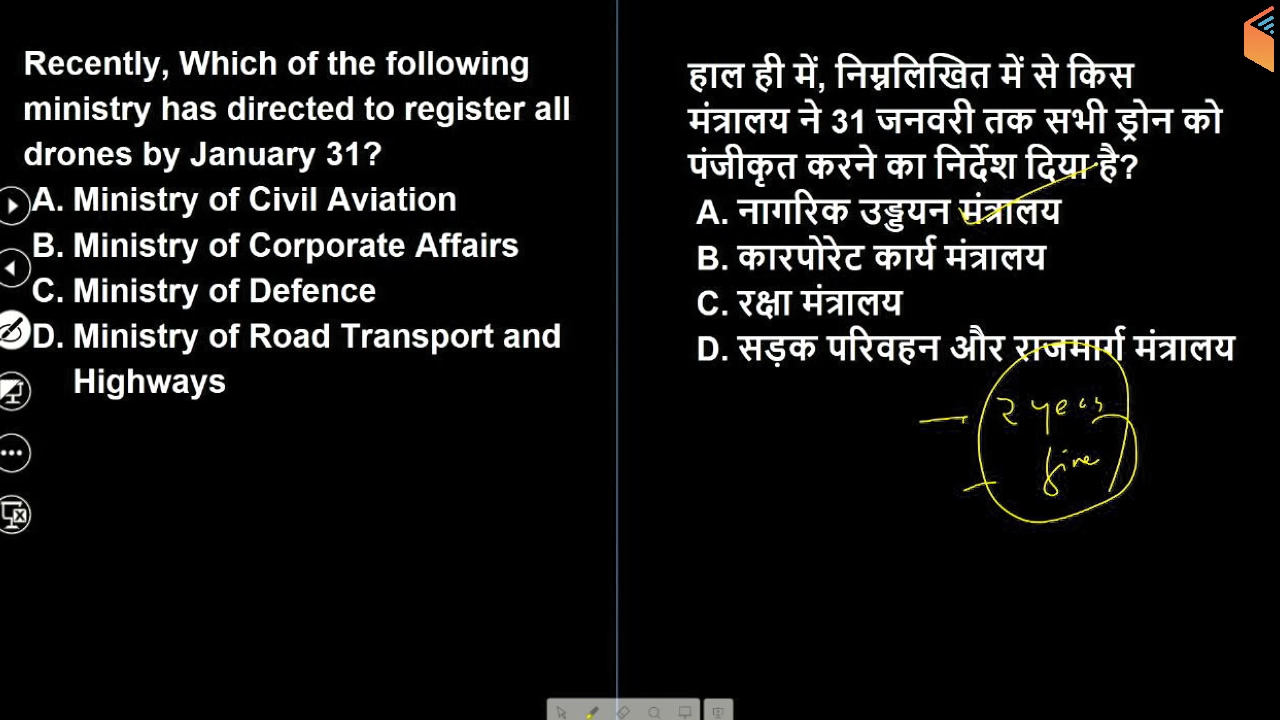 Recently, Which of the following
ministry has directed to register all
drones by January 31?
A. Ministry of Civil Aviation
B. Ministry of Corporate Affairs
C. Ministry of Defence
D. Ministry of Road Transport and
Highways
हाल ही में, निम्नलिखित में से किस
मंत्रालय ने 31 जनवरी तक सभी ड्रोन को
पंजीकृत करने का निर्देश दिया है?
A. नागरिक उड्डयन मंत्रालय
B. कारपोरेट कार्य मंत्रालय
C. रक्षा मंत्रालय
D. सड़क परिवहन और राजमार्ग मंत्रालय
2 years
fine